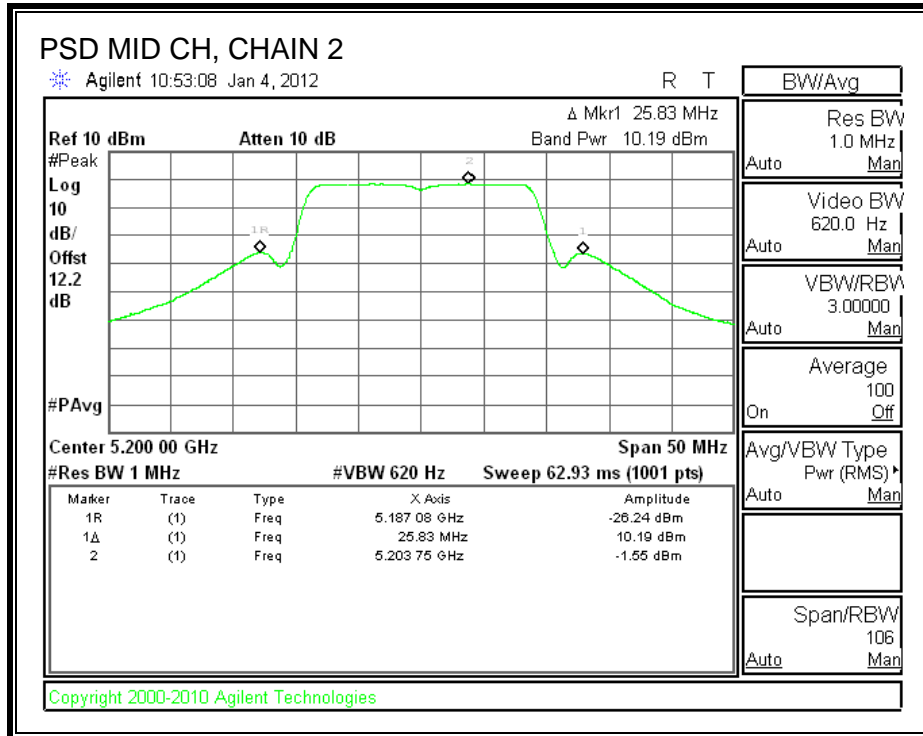 PSD MID CH, CHAIN 2
Agilent 10:53:08 Jan 4, 2012 R T
Δ Mkr1 25.83 MHz
Ref 10 dBm Atten 10 dB Band Pwr 10.19 dBm
#Peak
Log
10
dB/
Offst
12.2
dB
#PAvg
2
1R
1
Center 5.200 00 GHz Span 50 MHz
#Res BW 1 MHz #VBW 620 Hz Sweep 62.93 ms (1001 pts)
Marker Trace Type X Axis Amplitude
1R (1) Freq 5.187 08 GHz -26.24 dBm
1Δ (1) Freq 25.83 MHz 10.19 dBm
2 (1) Freq 5.203 75 GHz -1.55 dBm
BW/Avg
Res BW
1.0 MHz
Auto Man
Video BW
620.0 Hz
Auto Man
VBW/RBW
3.00000
Auto Man
Average
100
On Off
Avg/VBW Type
Pwr (RMS)
Auto Man
Span/RBW
106
Auto Man
Copyright 2000-2010 Agilent Technologies